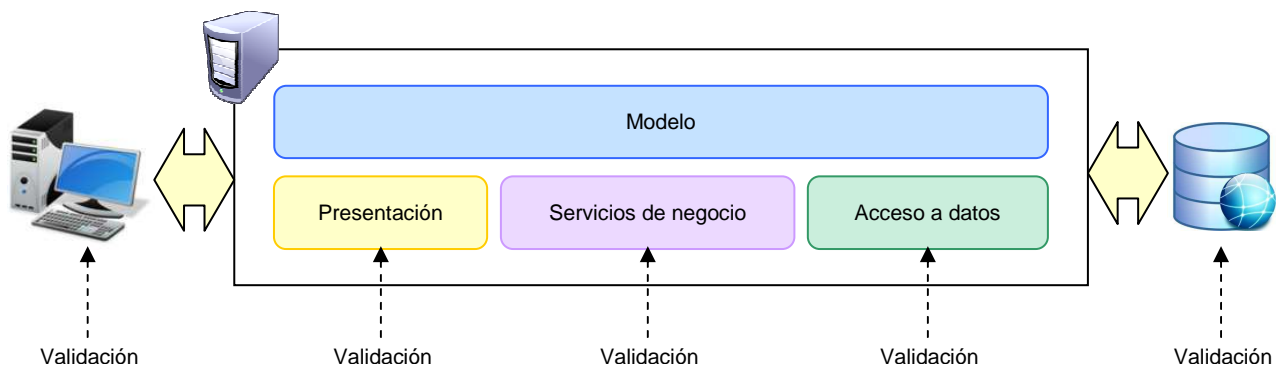 Modelo
Presentación
Servicios de negocio
Acceso a datos
Validación
Validación
Validación
Validación
Validación